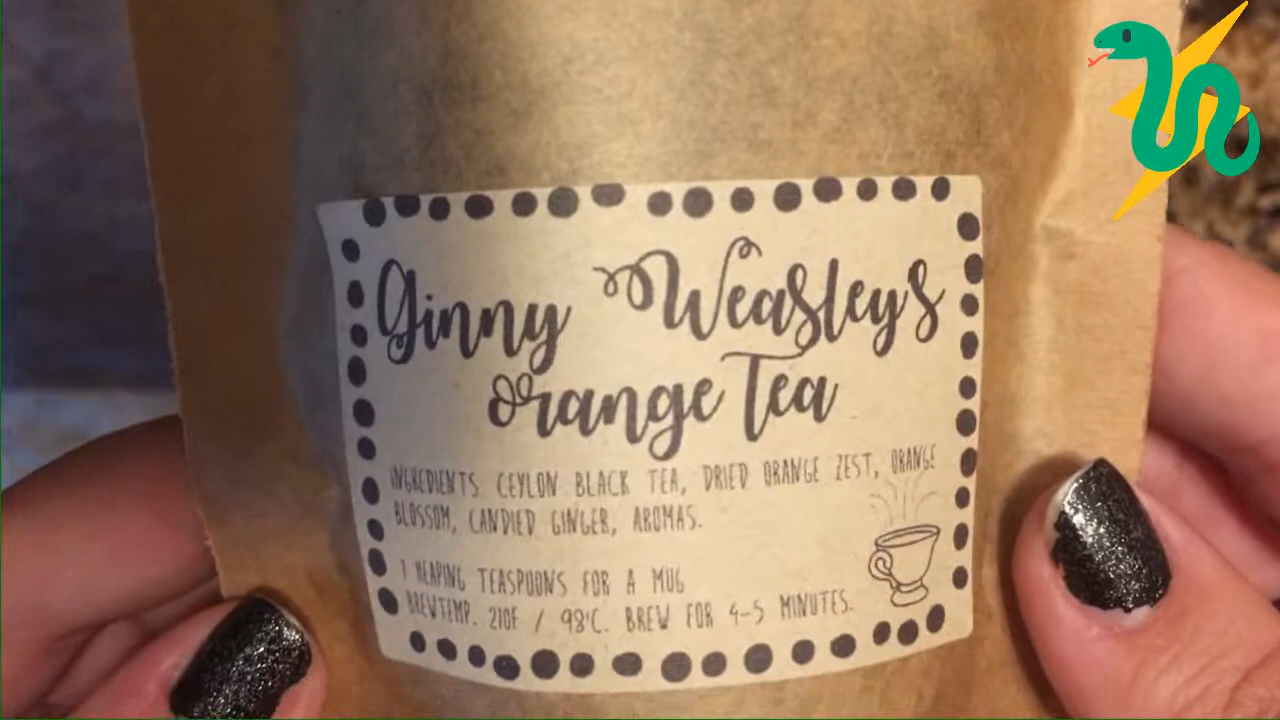 Ginny Weasley's
Orange Tea
INGREDIENTS CEYLON BLACK TEA, DRIED ORANGE ZEST, ORANGE
BLOSSOM, CANDIED GINGER, AROMAS.
1 HEAPING TEASPOONS FOR A MUG
BREWTEMP. 210F / 98°C. BREW FOR 4-5 MINUTES.